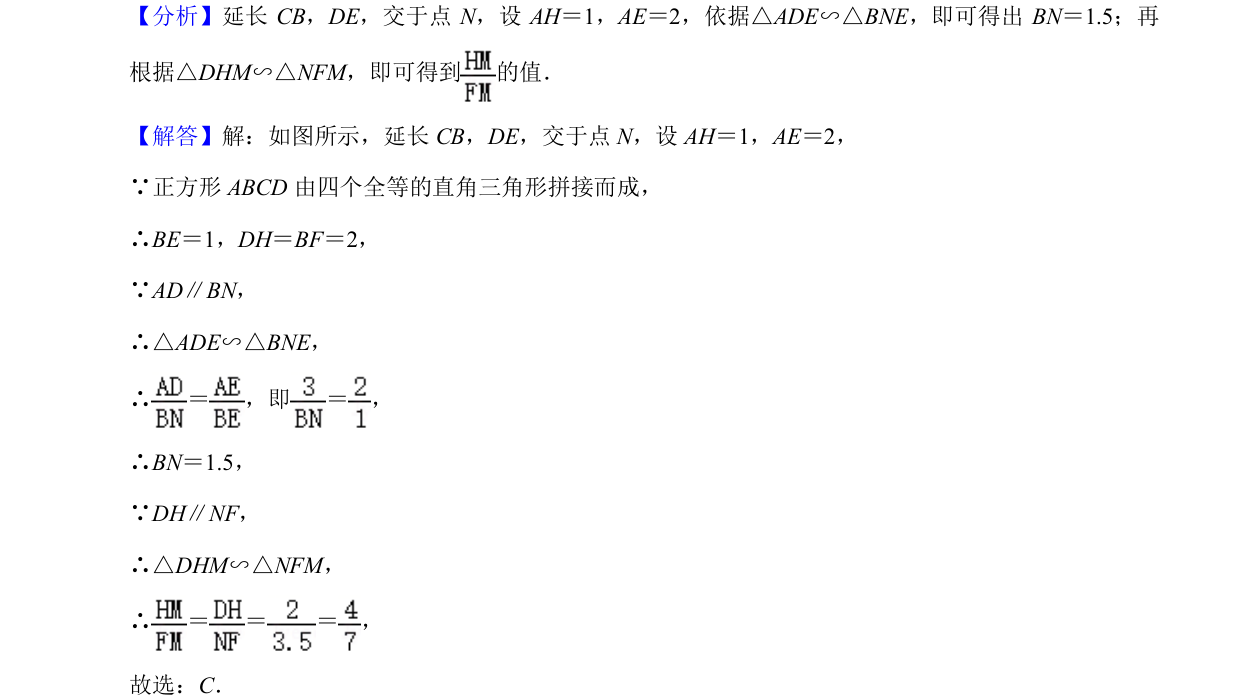 【分析】延长 CB，DE，交于点 N，设 AH＝1，AE＝2，依据△ADE∽△BNE，即可得出 BN＝1.5；再
根据△DHM∽△NFM，即可得到HM/FM的值．
【解答】解：如图所示，延长 CB，DE，交于点 N，设 AH＝1，AE＝2，
∵正方形 ABCD 由四个全等的直角三角形拼接而成，
∴BE＝1，DH＝BF＝2，
∵AD∥BN，
∴△ADE∽△BNE，
∴AD/BN＝AE/BE，即3/BN＝2/1，
∴BN＝1.5，
∵DH∥NF，
∴△DHM∽△NFM，
∴HM/FM＝DH/NF＝2/3.5＝4/7，
故选：C．